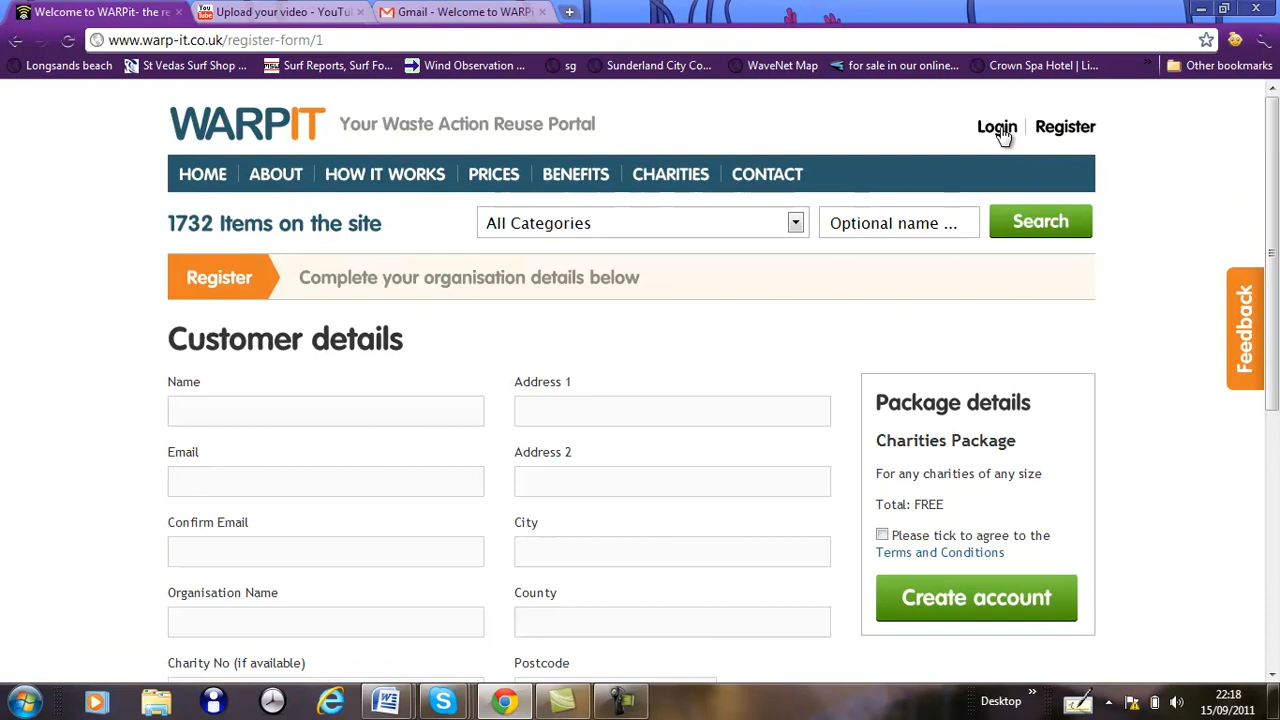 Welcome to WARPit- the re
Upload your video - YouTu
Gmail - Welcome to WARPi
www.warp-it.co.uk/register-form/1
Longsands beach
St Vedas Surf Shop ...
Surf Reports, Surf Fo...
Wind Observation ...
sg
Sunderland City Co...
WaveNet Map
for sale in our online...
Crown Spa Hotel | Li...
Other bookmarks
WARPIT
Your Waste Action Reuse Portal
Login
Register
HOME
ABOUT
HOW IT WORKS
PRICES
BENEFITS
CHARITIES
CONTACT
1732 Items on the site
All Categories
Optional name ...
Search
Register
Complete your organisation details below
Feedback
Customer details
Name
Address 1
Email
Address 2
Confirm Email
City
Organisation Name
County
Charity No (if available)
Postcode
Package details
Charities Package
For any charities of any size
Total: FREE
Please tick to agree to the
Terms and Conditions
Create account
Desktop
22:18
15/09/2011